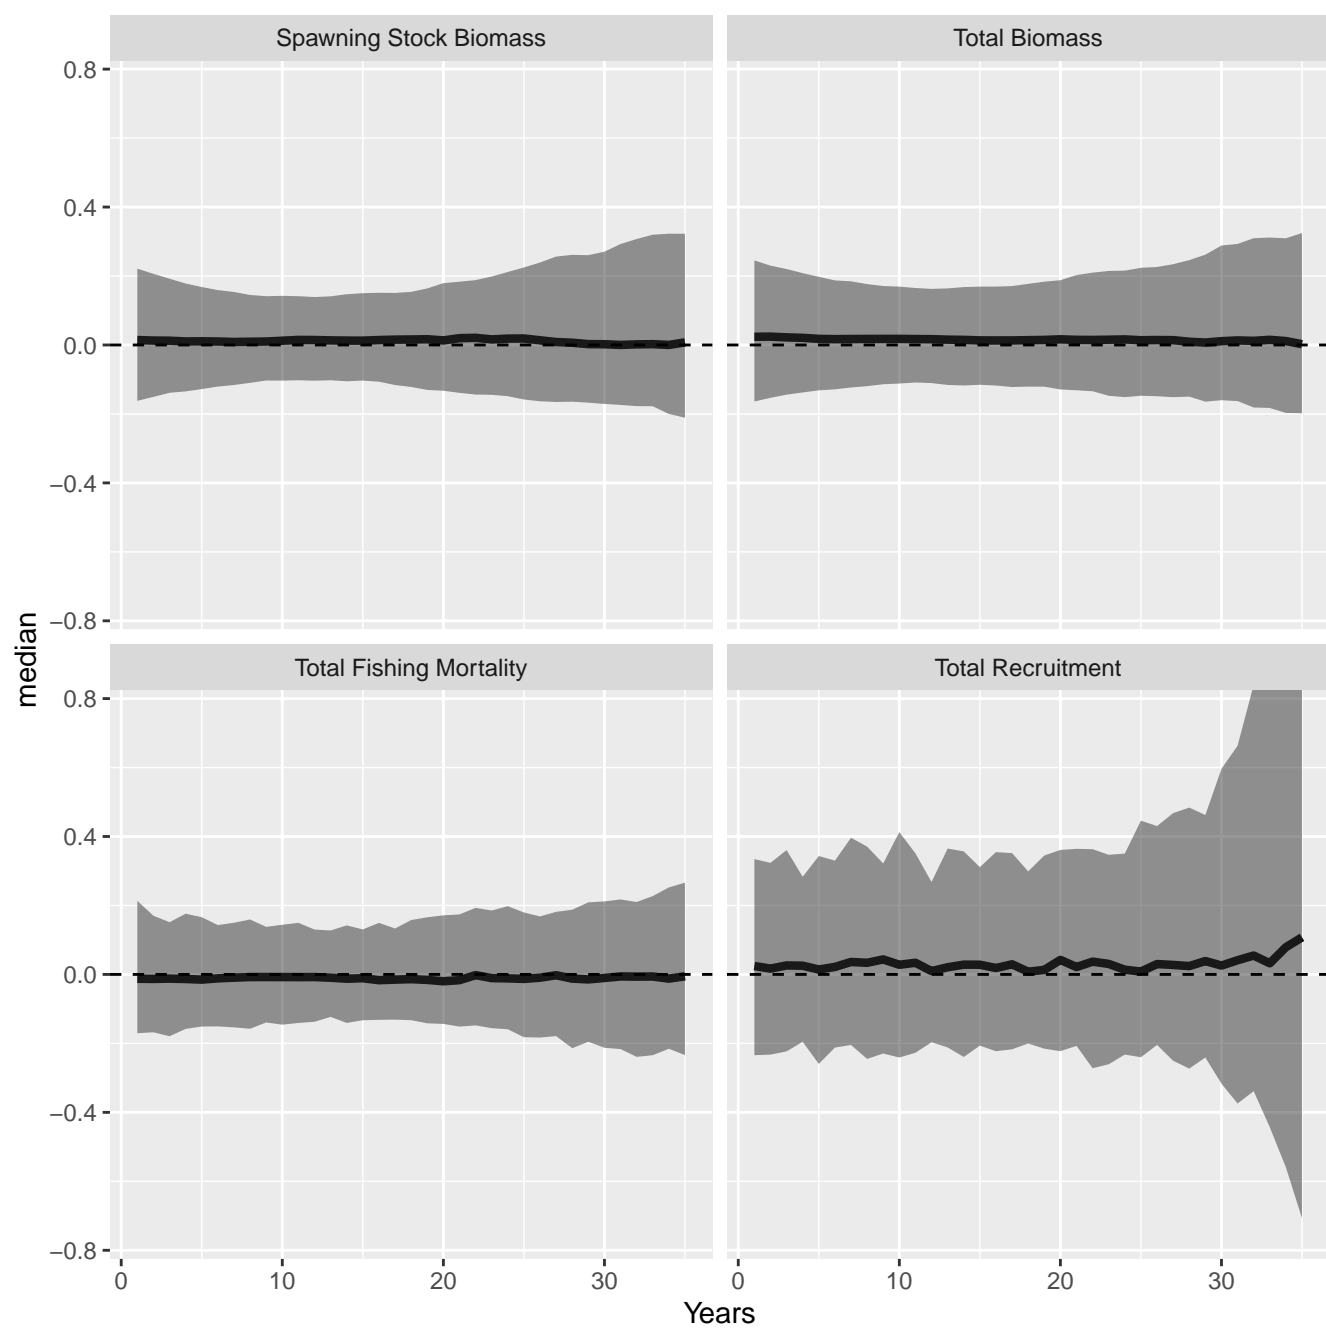 Spawning Stock Biomass
Total Biomass
0.8
0.4
0.0
−0.4
−0.8
median
Total Fishing Mortality
Total Recruitment
0.8
0.4
0.0
−0.4
−0.8
0 10 20 30
0 10 20 30
Years